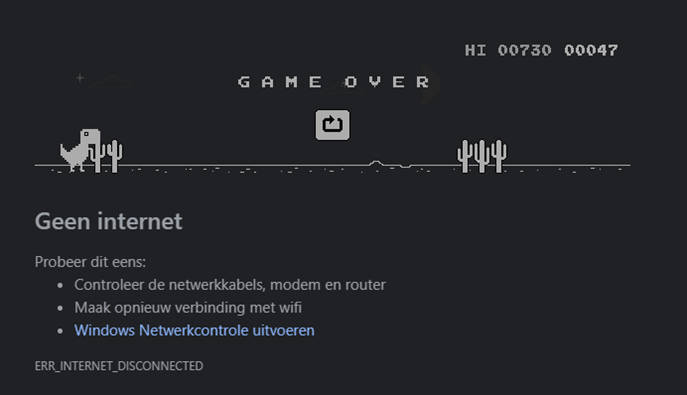 HI 00730 00047
GAME OVER
Geen internet
Probeer dit eens:
• Controleer de netwerkkabels, modem en router
• Maak opnieuw verbinding met wifi
• Windows Netwerkcontrole uitvoeren
ERR_INTERNET_DISCONNECTED